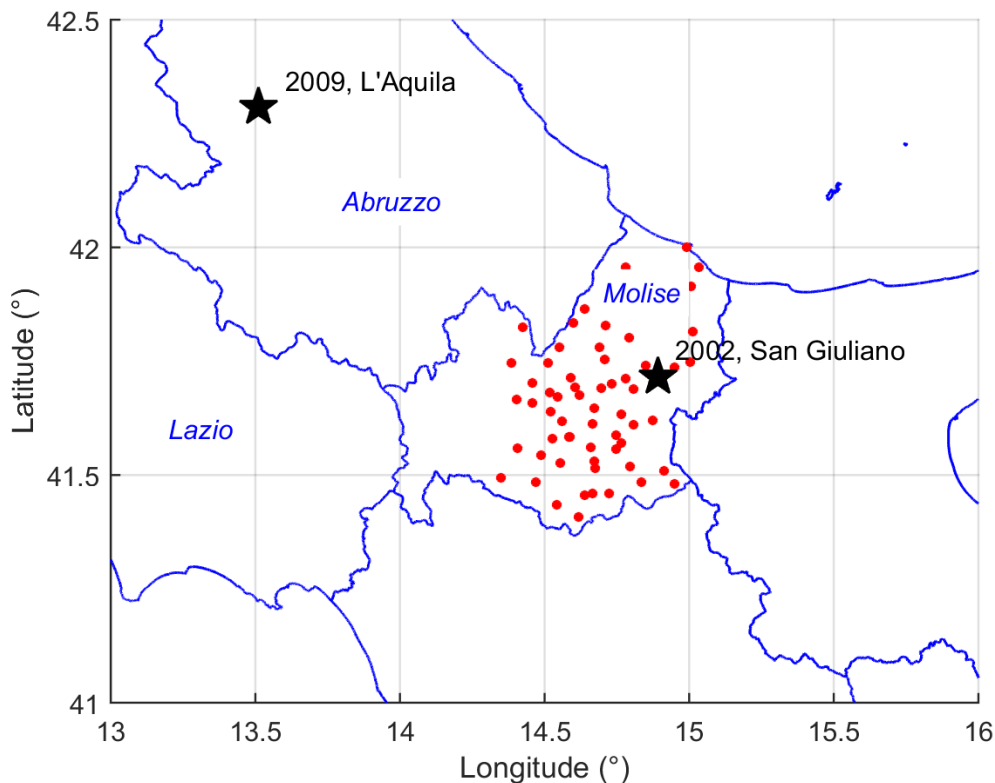 42.5
2009, L'Aquila
Abruzzo
42
Molise
2002, San Giuliano
Latitude (°)
Lazio
41.5
41
13
13.5
14
14.5
15
15.5
16
Longitude (°)